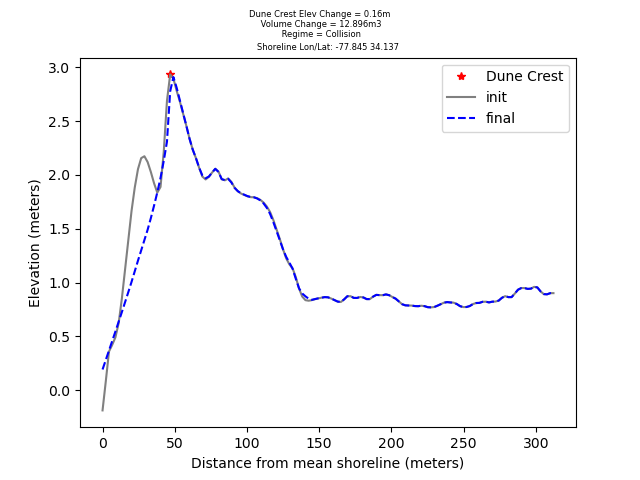 Dune Crest Elev Change = 0.16m
Volume Change = 12.896m3
Regime = Collision
Shoreline Lon/Lat: -77.845 34.137
Dune Crest
init
final
Elevation (meters)
3.0
2.5
2.0
1.5
1.0
0.5
0.0
0 50 100 150 200 250 300
Distance from mean shoreline (meters)